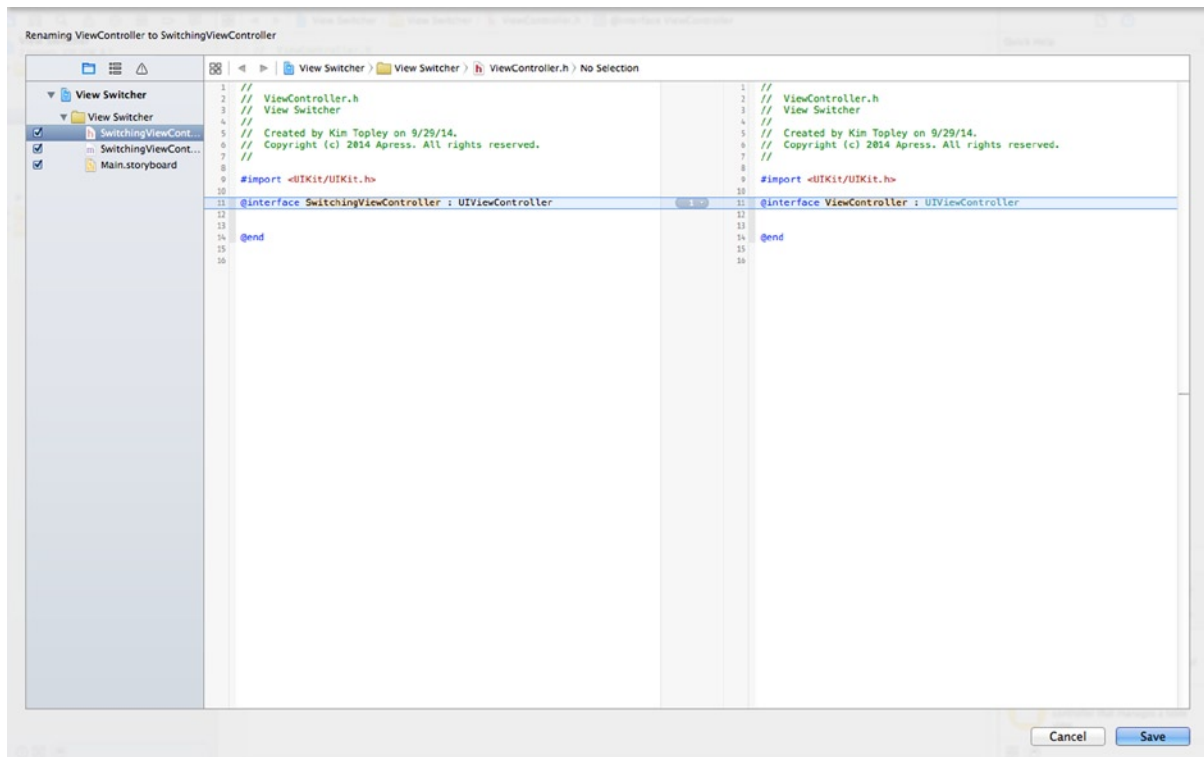 Renaming ViewController to SwitchingViewController
View Switcher
View Switcher
SwitchingViewCont...
SwitchingViewCont...
Main.storyboard
View Switcher 〉 View Switcher 〉 h ViewController.h 〉 No Selection
1 //
2 // ViewController.h
3 // View Switcher
4 //
5 // Created by Kim Topley on 9/29/14.
6 // Copyright (c) 2014 Apress. All rights reserved.
7 //
8
9 #import <UIKit/UIKit.h>
10
11 @interface SwitchingViewController : UIViewController
12
13
14 @end
15
16
1
1 //
2 // ViewController.h
3 // View Switcher
4 //
5 // Created by Kim Topley on 9/29/14.
6 // Copyright (c) 2014 Apress. All rights reserved.
7 //
8
9 #import <UIKit/UIKit.h>
10
11 @interface ViewController : UIViewController
12
13
14 @end
15
16
Cancel
Save